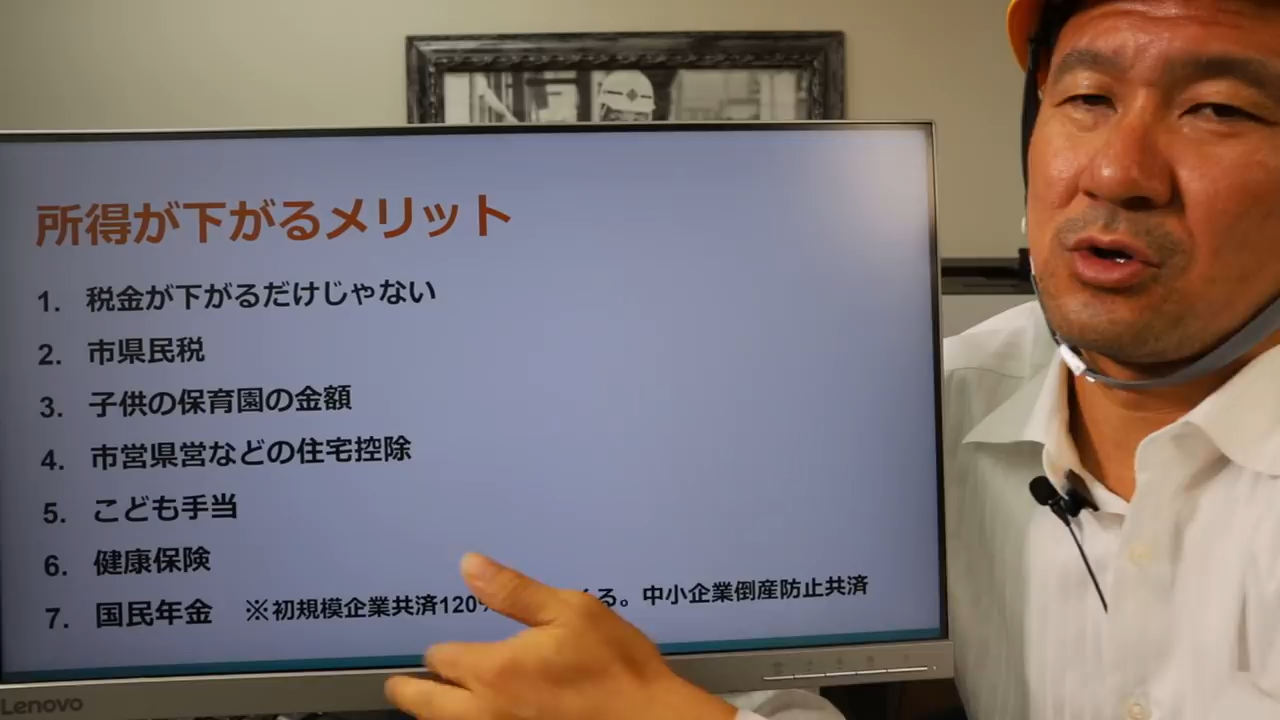 所得が下がるメリット
1. 税金が下がるだけじゃない
2. 市県民税
3. 子供の保育園の金額
4. 市営県営などの住宅控除
5. こども手当
6. 健康保険
7. 国民年金 ※初規模企業共済120% くる。中小企業倒産防止共済
Lenovo